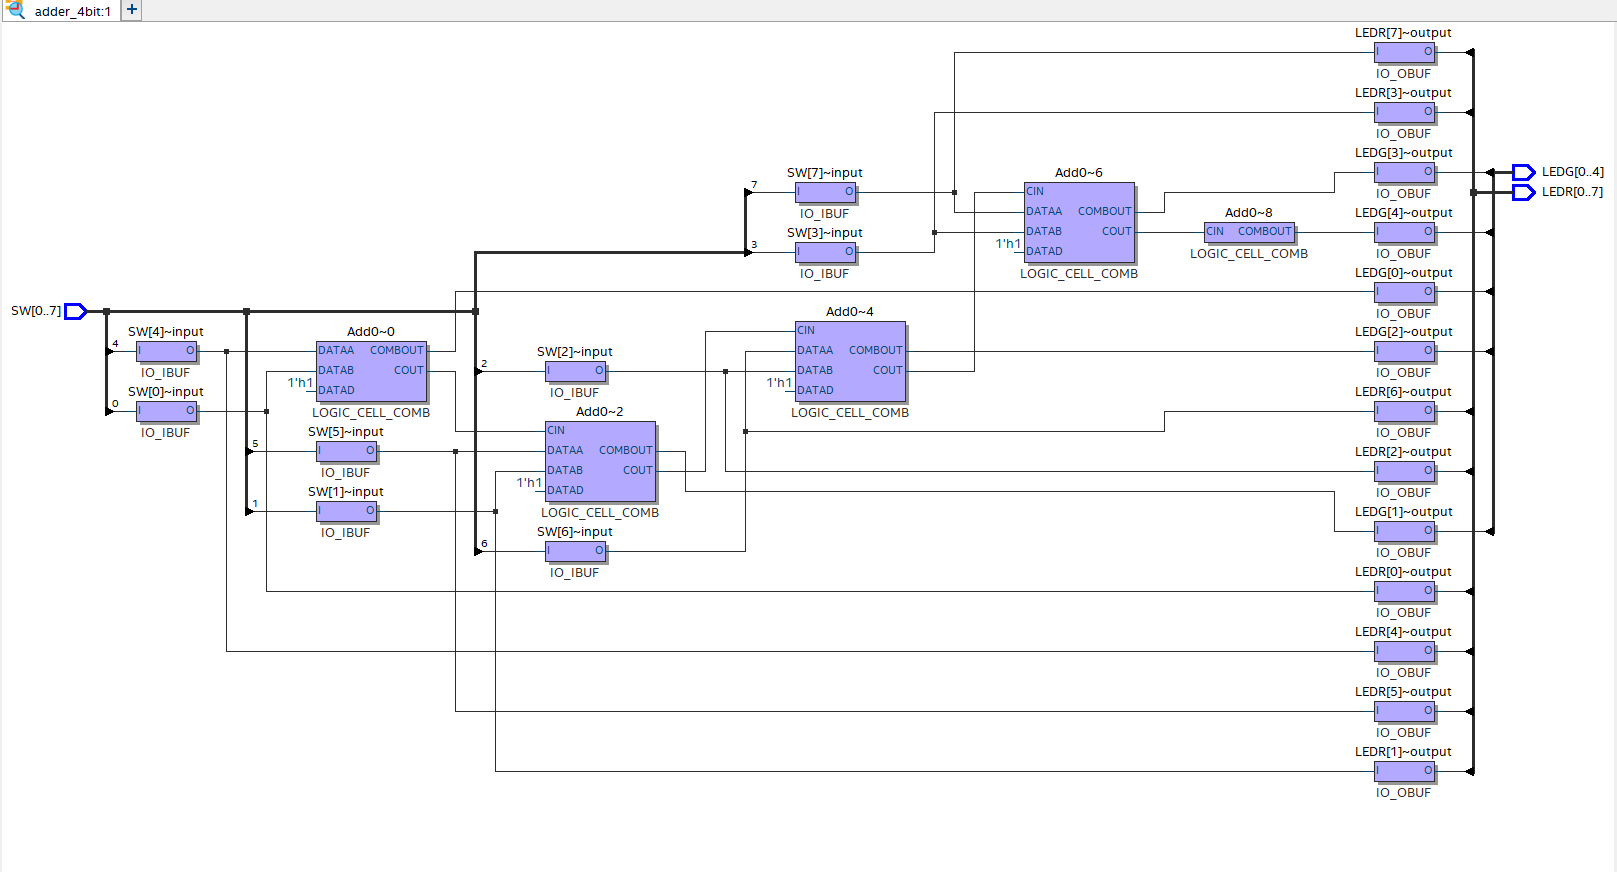 adder_4bit:1
+
LEDR[7]~output
I O
IO_OBUF
LEDR[3]~output
I O
IO_OBUF
LEDG[3]~output
I O
IO_OBUF
LEDG[0..4]
LEDR[0..7]
SW[7]~input
7
I O
IO_IBUF
SW[3]~input
3
I O
IO_IBUF
Add0~6
CIN
DATAA COMBOUT
DATAB COUT
1'h1 DATAD
LOGIC_CELL_COMB
Add0~8
CIN COMBOUT
LOGIC_CELL_COMB
LEDG[4]~output
I O
IO_OBUF
LEDG[0]~output
I O
IO_OBUF
SW[0..7]
SW[4]~input
4
I O
IO_IBUF
SW[0]~input
0
I O
IO_IBUF
Add0~0
DATAA COMBOUT
DATAB COUT
1'h1 DATAD
LOGIC_CELL_COMB
SW[5]~input
5
I O
IO_IBUF
SW[1]~input
1
I O
IO_IBUF
SW[2]~input
2
I O
IO_IBUF
Add0~2
CIN
DATAA COMBOUT
DATAB COUT
1'h1 DATAD
LOGIC_CELL_COMB
SW[6]~input
6
I O
IO_IBUF
Add0~4
CIN
DATAA COMBOUT
DATAB COUT
1'h1 DATAD
LOGIC_CELL_COMB
LEDG[2]~output
I O
IO_OBUF
LEDR[6]~output
I O
IO_OBUF
LEDR[2]~output
I O
IO_OBUF
LEDG[1]~output
I O
IO_OBUF
LEDR[0]~output
I O
IO_OBUF
LEDR[4]~output
I O
IO_OBUF
LEDR[5]~output
I O
IO_OBUF
LEDR[1]~output
I O
IO_OBUF